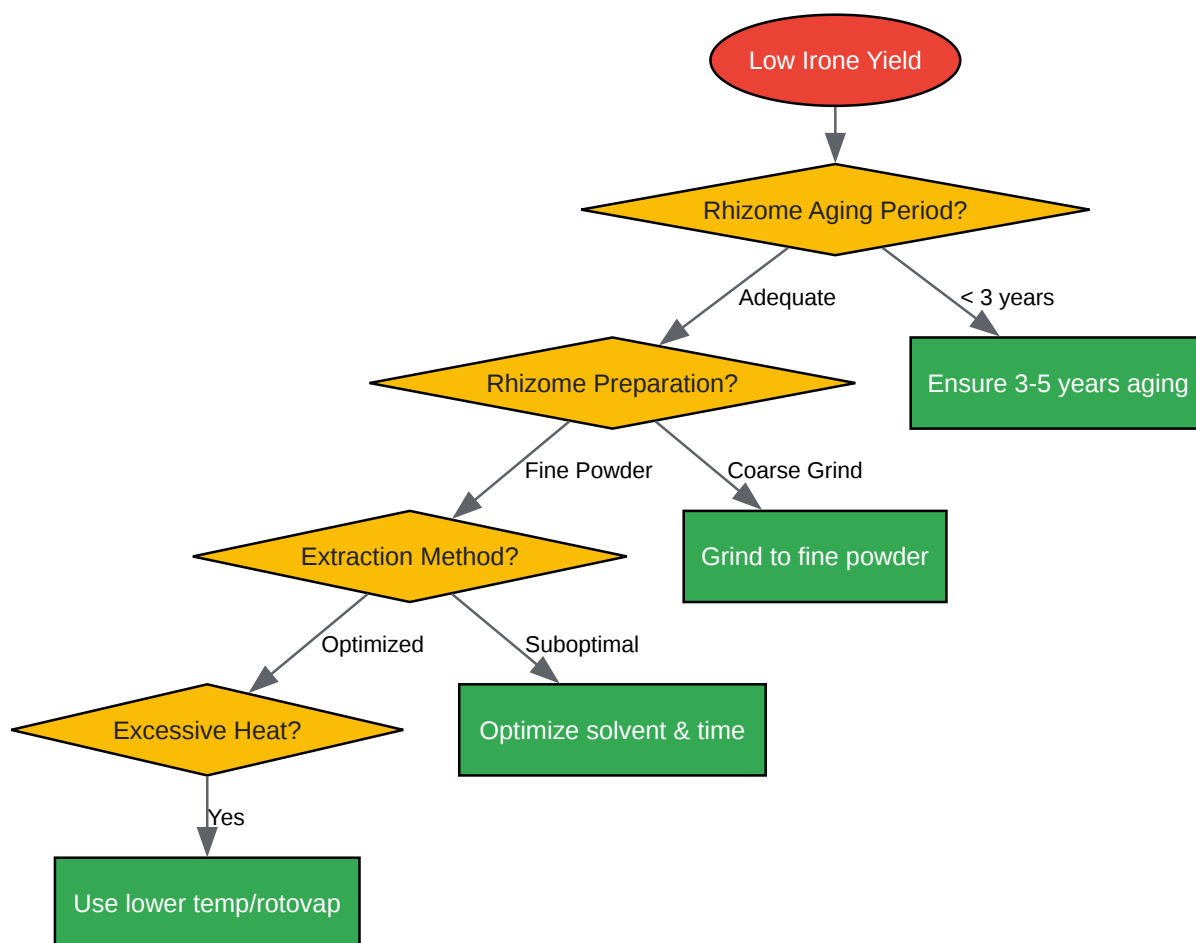 Low Irone Yield
Rhizome Aging Period?
Adequate
< 3 years
Rhizome Preparation?
Ensure 3-5 years aging
Fine Powder
Coarse Grind
Extraction Method?
Grind to fine powder
Optimized
Suboptimal
Excessive Heat?
Optimize solvent & time
Yes
Use lower temp/rotovap